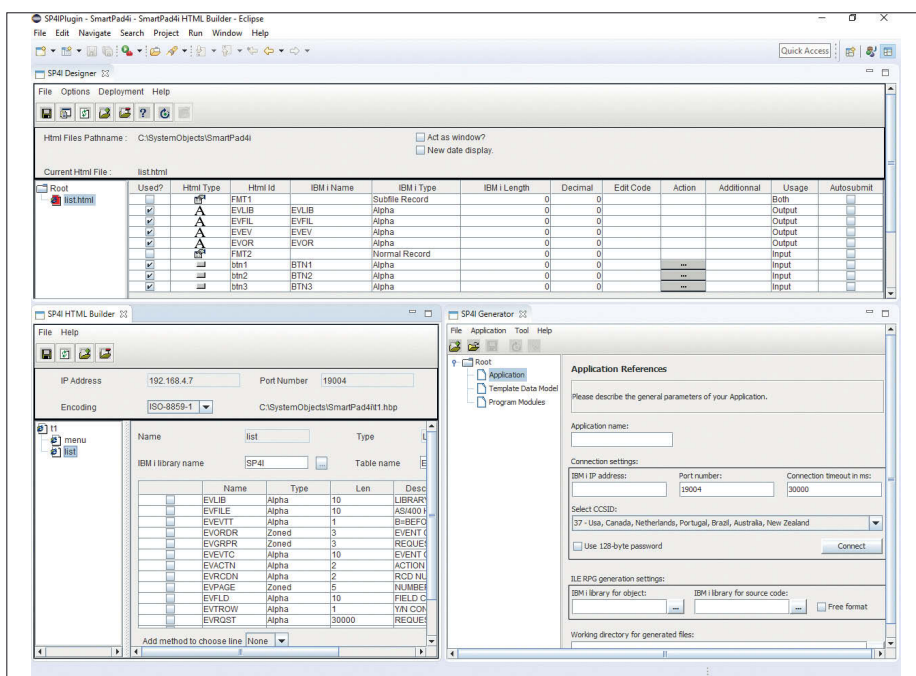 SP4IPlugin - SmartPad4i - SmartPad4i HTML Builder - Eclipse
File Edit Navigate Search Project Run Window Help
Quick Access
SP4I Designer
File Options Deployment Help
Html Files Pathname : C:\SystemObjects\SmartPad4i
Act as window?
New date display.
Current Html File : list.html
Root
list.html
Used? Html Type Html Id IBM i Name IBM i Type IBM i Length Decimal Edit Code Action Additionnal Usage Autosubmit
FMT1 Subfile Record 0 0 Both
A EVLIB EVLIB Alpha 0 0 Output
A EVFIL EVFIL Alpha 0 0 Output
A EVEV EVEV Alpha 0 0 Output
A EVOR EVOR Alpha 0 0 Output
FMT2 Normal Record 0 0 Input
btn1 BTN1 Alpha 0 0 ... Input
btn2 BTN2 Alpha 0 0 ... Input
btn3 BTN3 Alpha 0 0 ... Input
SP4I HTML Builder
File Help
IP Address 192.168.4.7 Port Number 19004
Encoding ISO-8859-1 C:\SystemObjects\SmartPad4i\t1.hbp
t1
menu
list
Name list Type L
IBM i library name SP4I ... Table name E
Name Type Len Desc
EVLIB Alpha 10 LIBRARY
EVFILE Alpha 10 AS/400 F
EVEVTT Alpha 1 B=BEFO
EVORDR Zoned 3 EVENT O
EVGRPR Zoned 3 REQUES
EVEVTC Alpha 10 EVENT C
EVACTN Alpha 2 ACTION
EVRCDN Alpha 2 RCD NU
EVPAGE Zoned 5 NUMBER
EVFLD Alpha 10 FIELD C
EVTROW Alpha 1 Y/N CON
EVRQST Alpha 30000 REQUES
Add method to choose line None
SP4I Generator
File Application Tool Help
Root
Application
Template Data Model
Program Modules
Application References
Please describe the general parameters of your Application.
Application name:
Connection settings:
IBM i IP address: Port number: Connection timeout in ms:
19004 30000
Select CCSID:
37 - Usa, Canada, Netherlands, Portugal, Brazil, Australia, New Zealand
Use 128-byte password Connect
ILE RPG generation settings:
IBM i library for object: IBM i library for source code:
... ... Free format
Working directory for generated files: